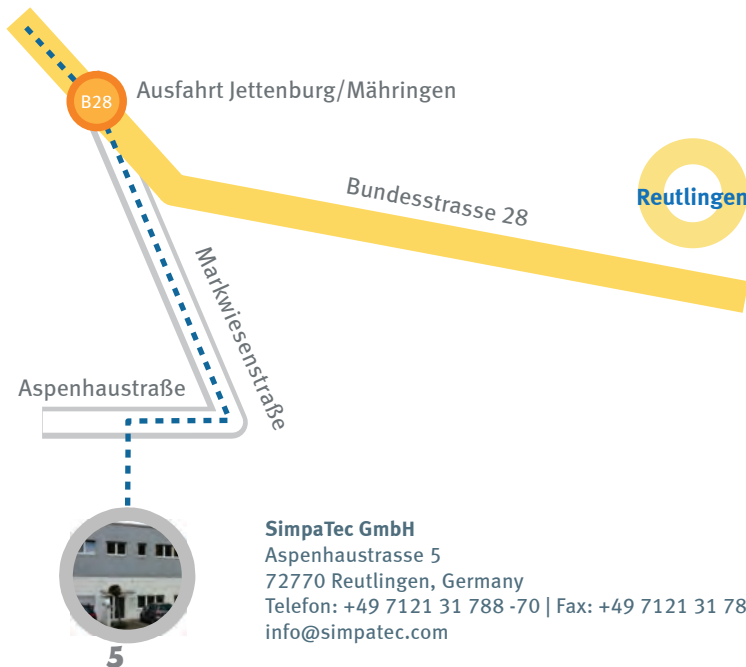 B28
Ausfahrt Jettenburg/Mähringen
Bundesstrasse 28
Reutlingen
Markwiesenstraße
Aspenhaustraße
SimpaTec GmbH
Aspenhaustrasse 5
72770 Reutlingen, Germany
Telefon: +49 7121 31 788 -70 | Fax: +49 7121 31 78
info@simpatec.com
5